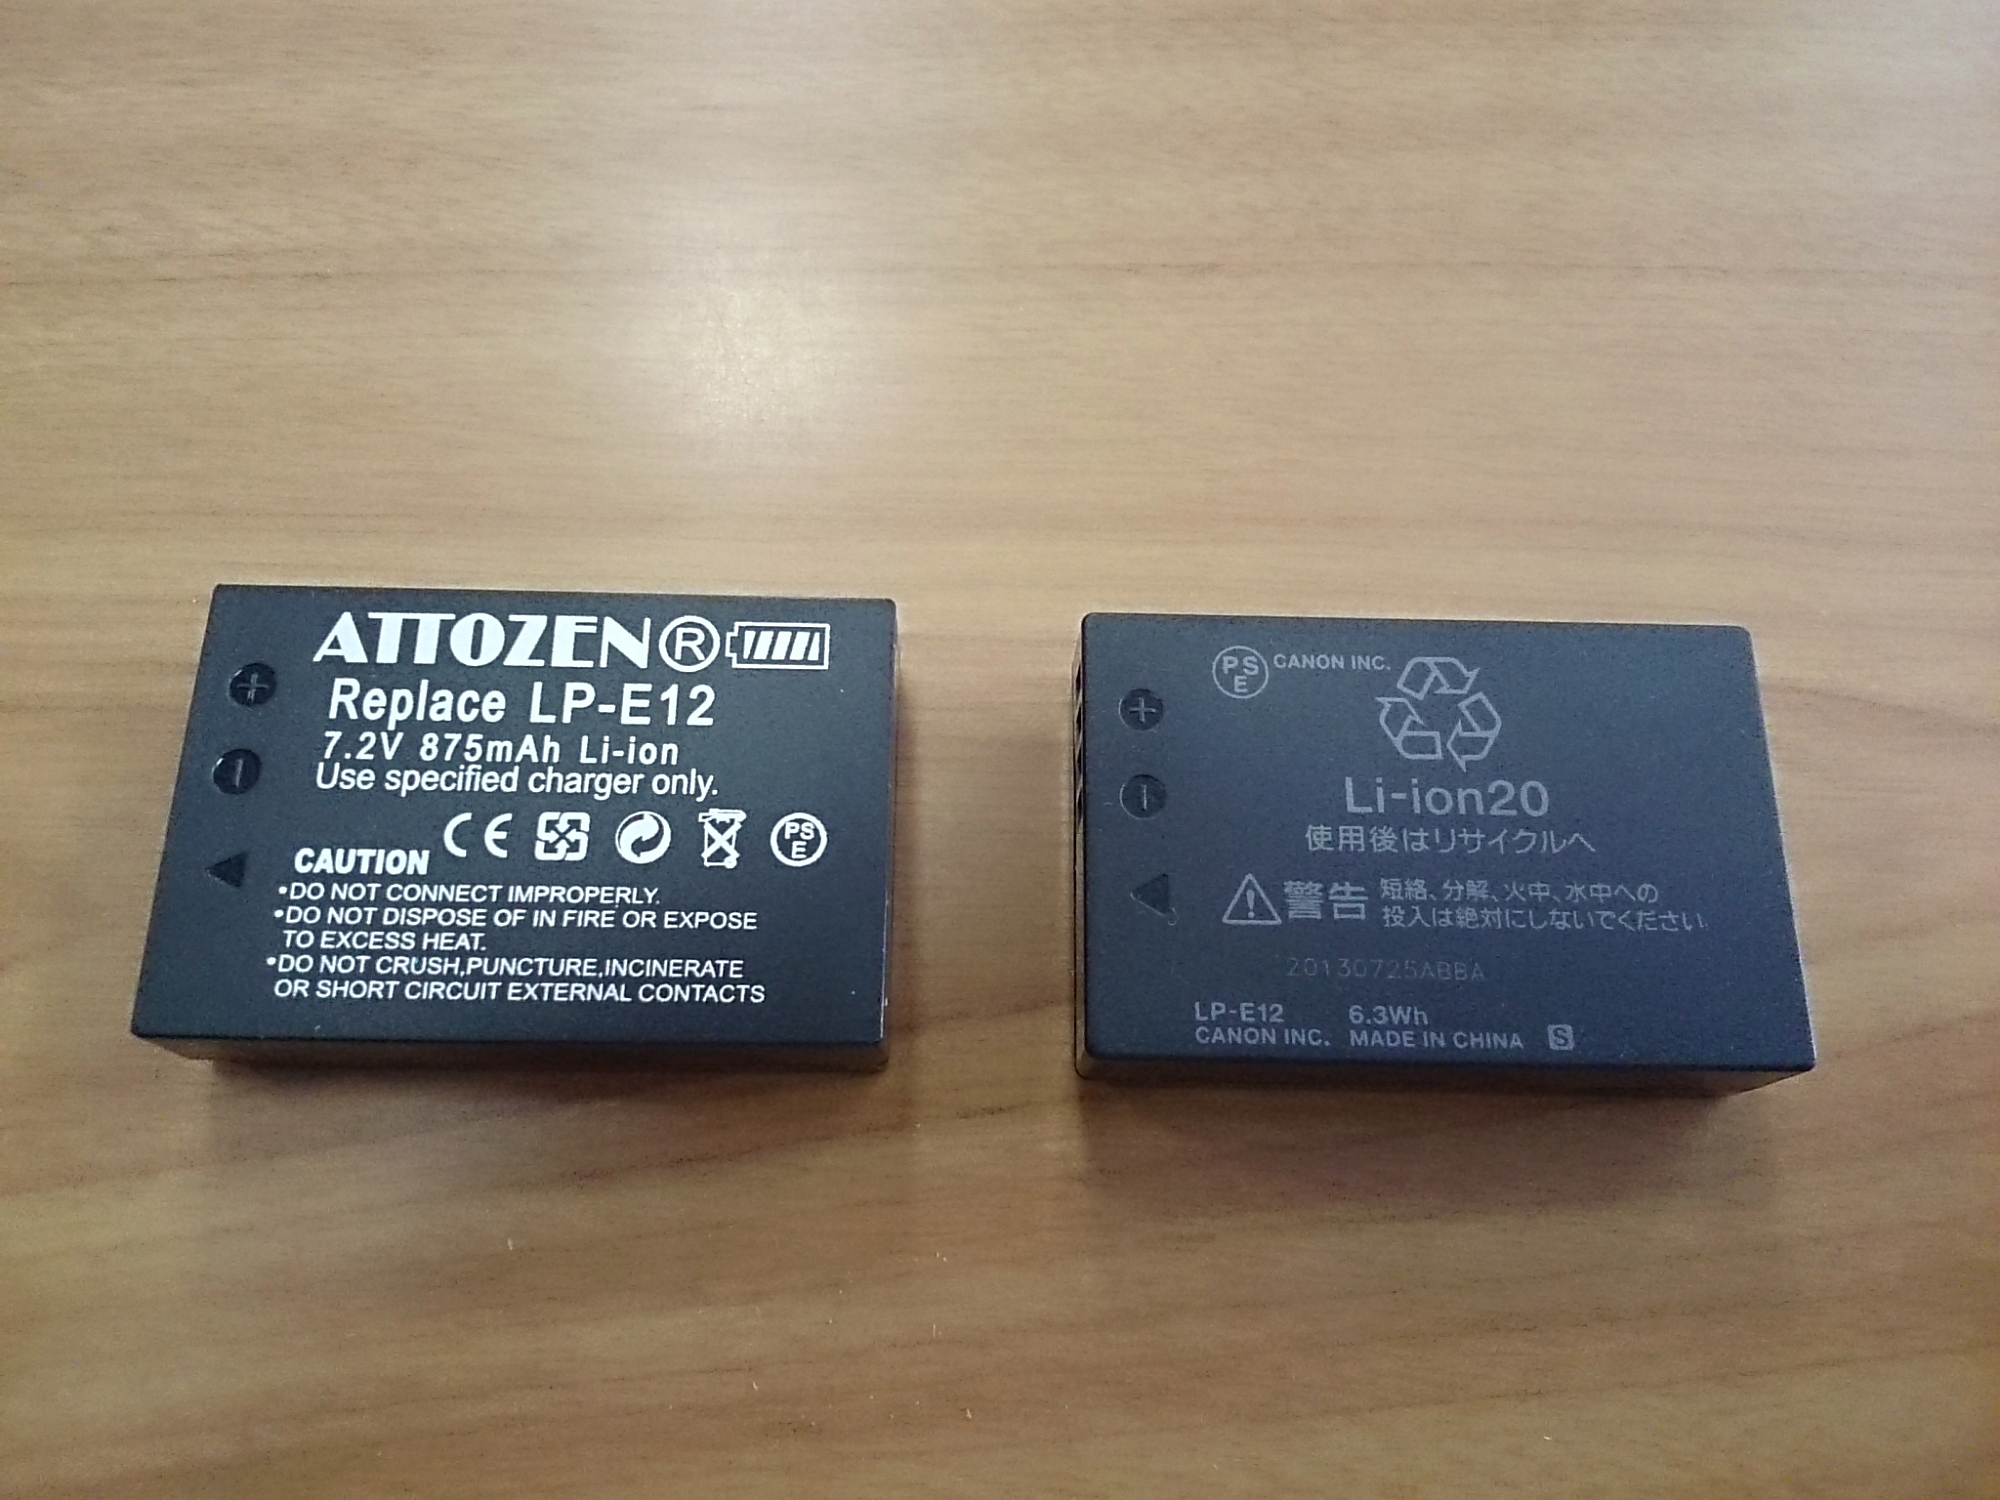 ATTOZEN®
Replace LP-E12
7.2V 875mAh Li-ion
Use specified charger only.
CE
PSE
CAUTION
•DO NOT CONNECT IMPROPERLY.
•DO NOT DISPOSE OF IN FIRE OR EXPOSE
TO EXCESS HEAT.
•DO NOT CRUSH,PUNCTURE,INCINERATE
OR SHORT CIRCUIT EXTERNAL CONTACTS
PSE CANON INC.
Li-ion20
使用後はリサイクルへ
警告 短絡、分解、火中、水中への
投入は絶対にしないでください。
20130725ABBA
LP-E12 6.3Wh
CANON INC. MADE IN CHINA S